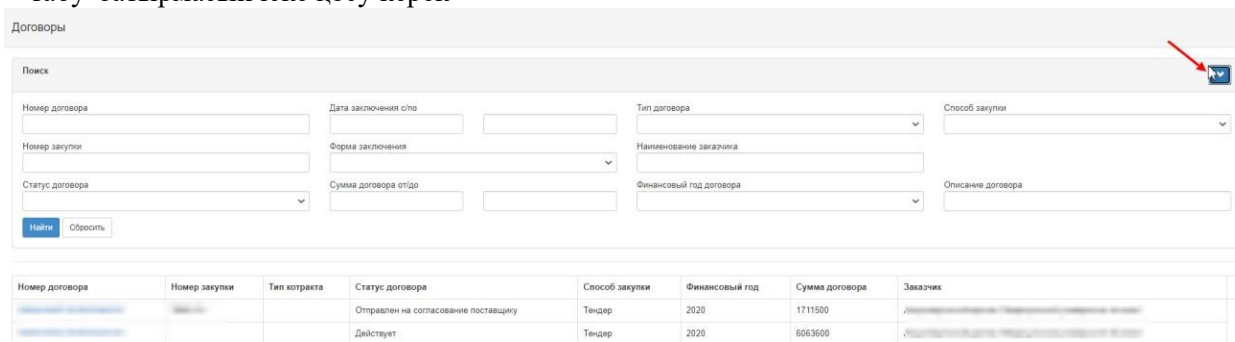 Договоры
Поиск
Номер договора Дата заключения с/по Тип договора Способ закупки
Номер закупки Форма заключения Наименование заказчика
Статус договора Сумма договора от/до Финансовый год договора Описание договора
Найти Сбросить
Номер договора Номер закупки Тип котракта Статус договора Способ закупки Финансовый год Сумма договора Заказчик
Отправлен на согласование поставщику Тендер 2020 1711500
Действует Тендер 2020 6063600